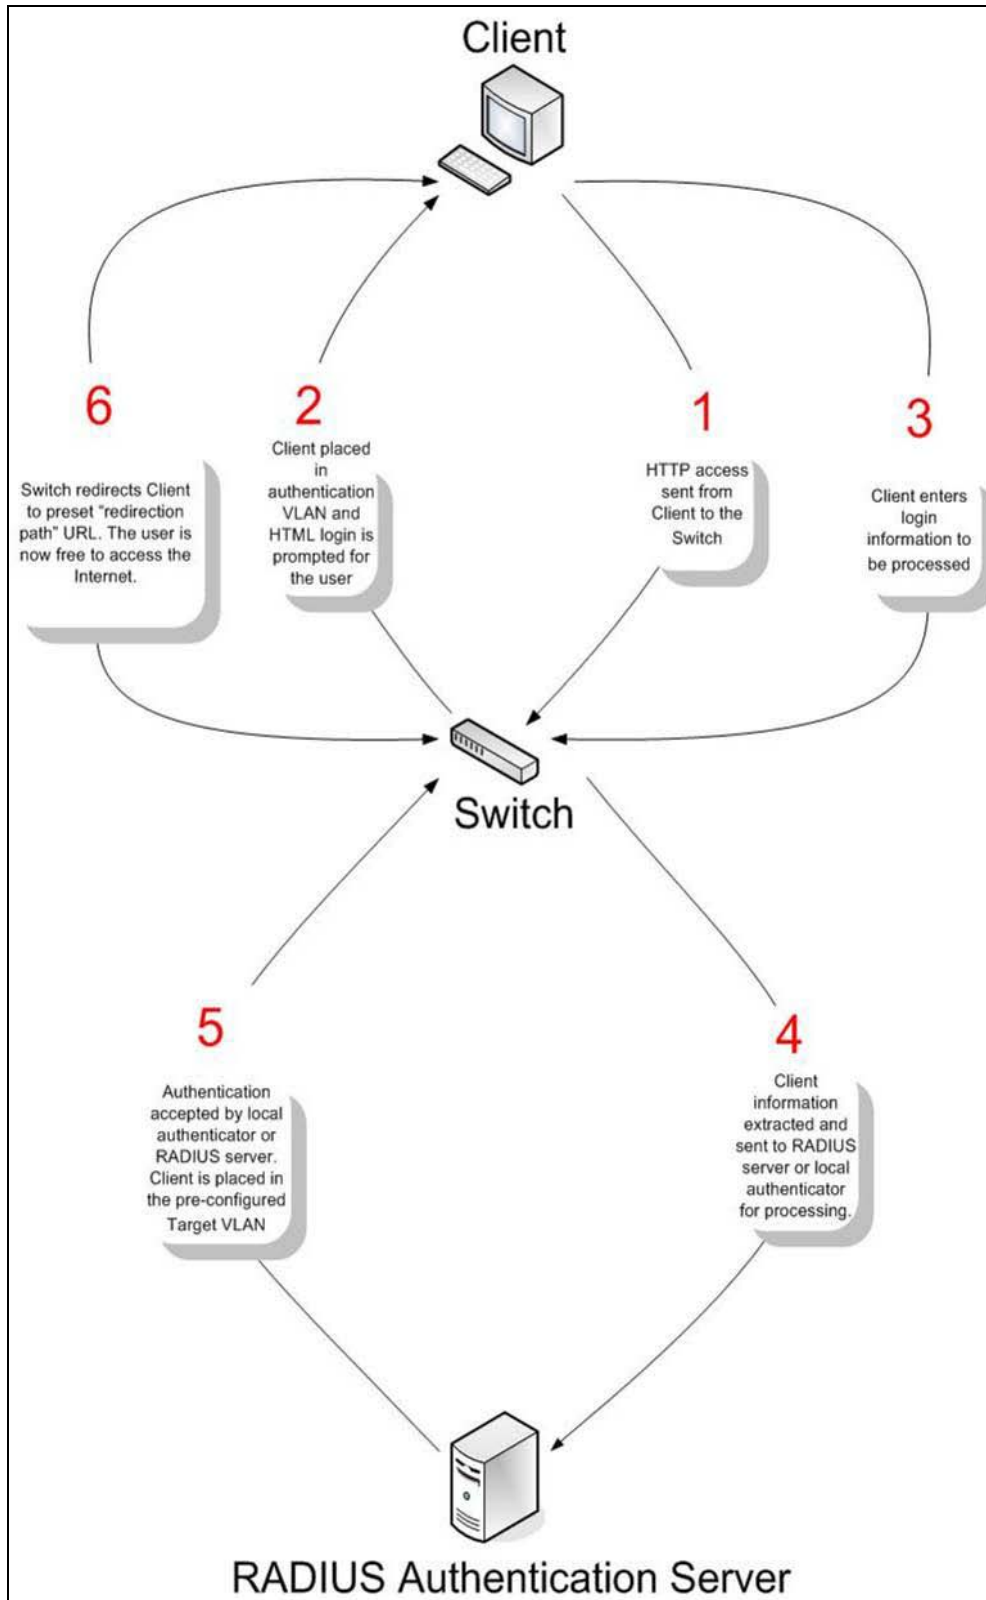 Client
6
Switch redirects Client
to preset "redirection
path" URL. The user is
now free to access the
Internet.
2
Client placed
in
authentication
VLAN and
HTML login is
prompted for
the user
1
HTTP access
sent from
Client to the
Switch
3
Client enters
login
information to
be processed
Switch
5
Authentication
accepted by local
authenticator or
RADIUS server.
Client is placed in
the pre-configured
Target VLAN
4
Client
information
extracted and
sent to RADIUS
server or local
authenticator
for processing.
RADIUS Authentication Server